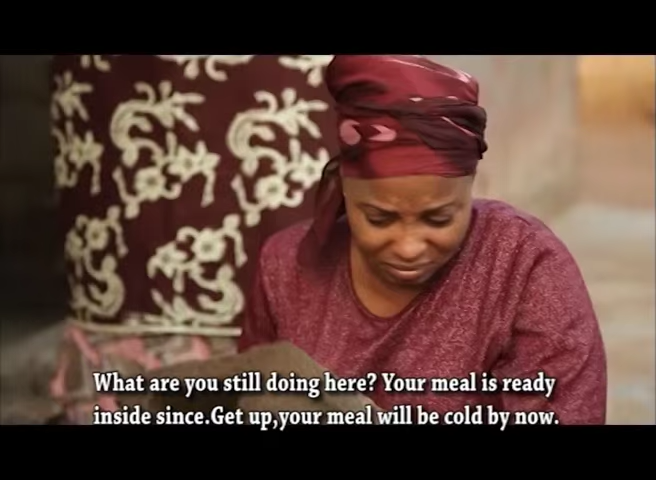 What are you still doing here? Your meal is ready
inside since.Get up,your meal will be cold by now.